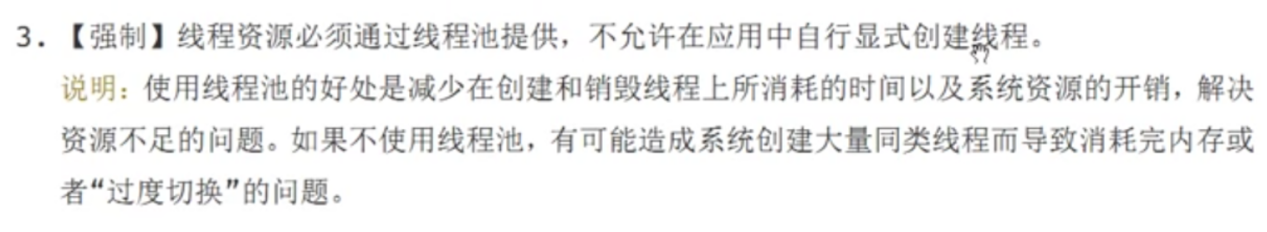 3. 【强制】线程资源必须通过线程池提供，不允许在应用中自行显式创建线程。
说明：使用线程池的好处是减少在创建和销毁线程上所消耗的时间以及系统资源的开销，解决
资源不足的问题。如果不使用线程池，有可能造成系统创建大量同类线程而导致消耗完内存或
者“过度切换”的问题。